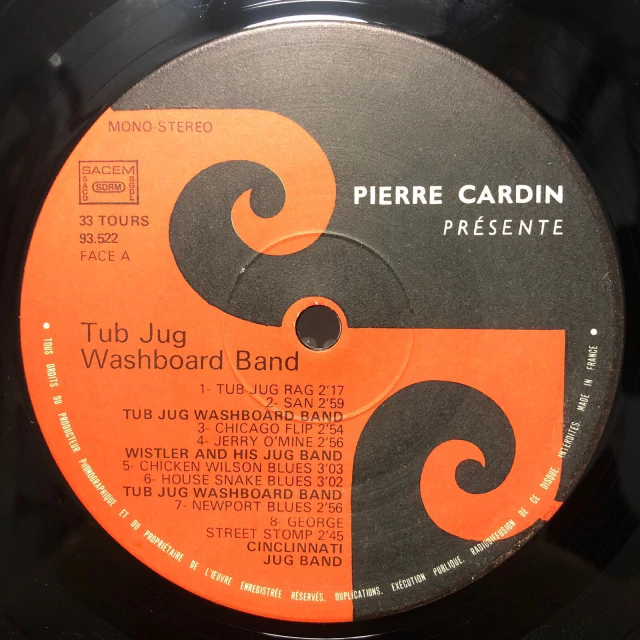 MONO-STEREO
SACEM
SACD
SDRM
SGDL
33 TOURS
93.522
FACE A
PIERRE CARDIN
PRÉSENTE
Tub Jug
Washboard Band
1- TUB JUG RAG 2'17
2- SAN 2'59
TUB JUG WASHBOARD BAND
3- CHICAGO FLIP 2'54
4- JERRY O'MINE 2'56
WISTLER AND HIS JUG BAND
5- CHICKEN WILSON BLUES 3'03
6- HOUSE SNAKE BLUES 3'02
TUB JUG WASHBOARD BAND
7- NEWPORT BLUES 2'56
8- GEORGE
STREET STOMP 2'45
CINCLINNATI
JUG BAND
• TOUS DROITS DU PRODUCTEUR PHONOGRAPHIQUE ET DU PROPRIÉTAIRE DE L'ŒUVRE ENREGISTRÉE RÉSERVÉS. DUPLICATIONS, EXÉCUTION PUBLIQUE, RADIODIFFUSION DE CE DISQUE INTERDITES. MADE IN FRANCE •